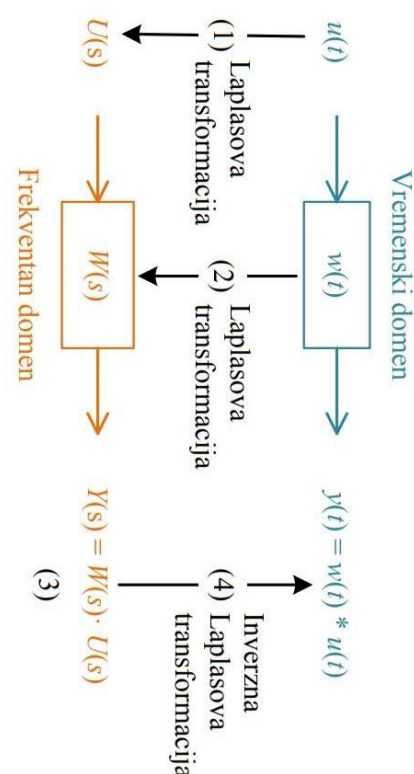 Vremenski domen
u(t)
w(t)
y(t) = w(t) * u(t)
(1)
Laplasova
transformacija
(2)
Laplasova
transformacija
(4)
Inverzna
Laplasova
transformacija
U(s)
W(s)
Y(s) = W(s)· U(s)
(3)
Frekventan domen